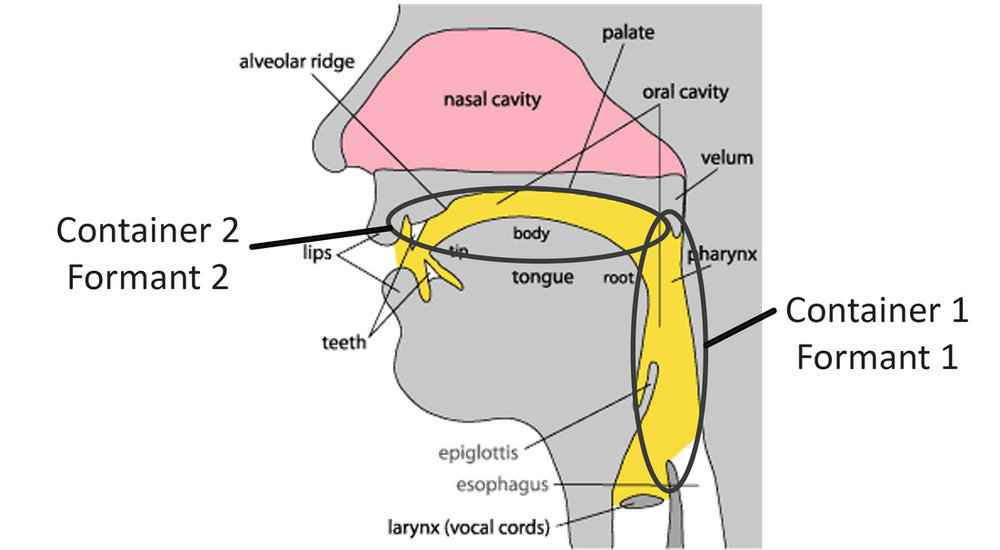 palate
alveolar ridge
oral cavity
nasal cavity
velum
Container 2
Formant 2
lips
body
tip
tongue
root
pharynx
Container 1
Formant 1
teeth
epiglottis
esophagus
larynx (vocal cords)